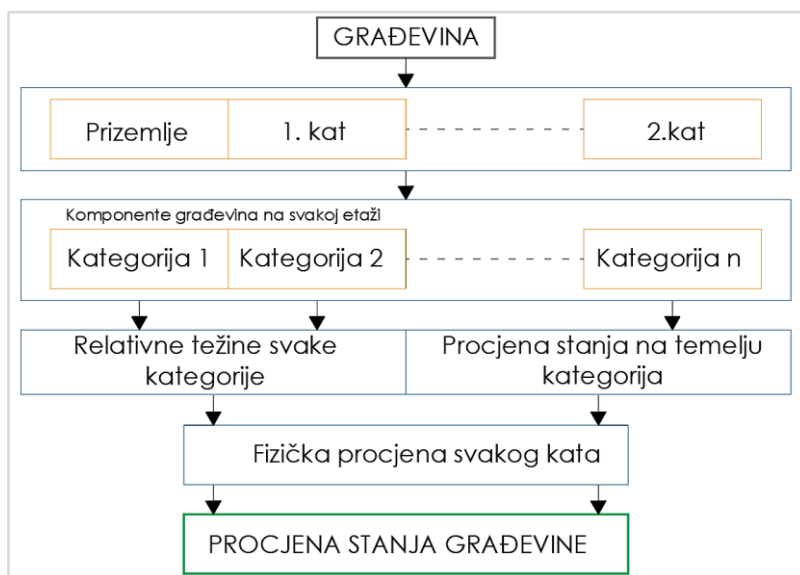 GRAĐEVINA
Prizemlje
1. kat
2.kat
Komponente građevina na svakoj etaži
Kategorija 1
Kategorija 2
Kategorija n
Relativne težine svake
kategorije
Procjena stanja na temelju
kategorija
Fizička procjena svakog kata
PROCJENA STANJA GRAĐEVINE